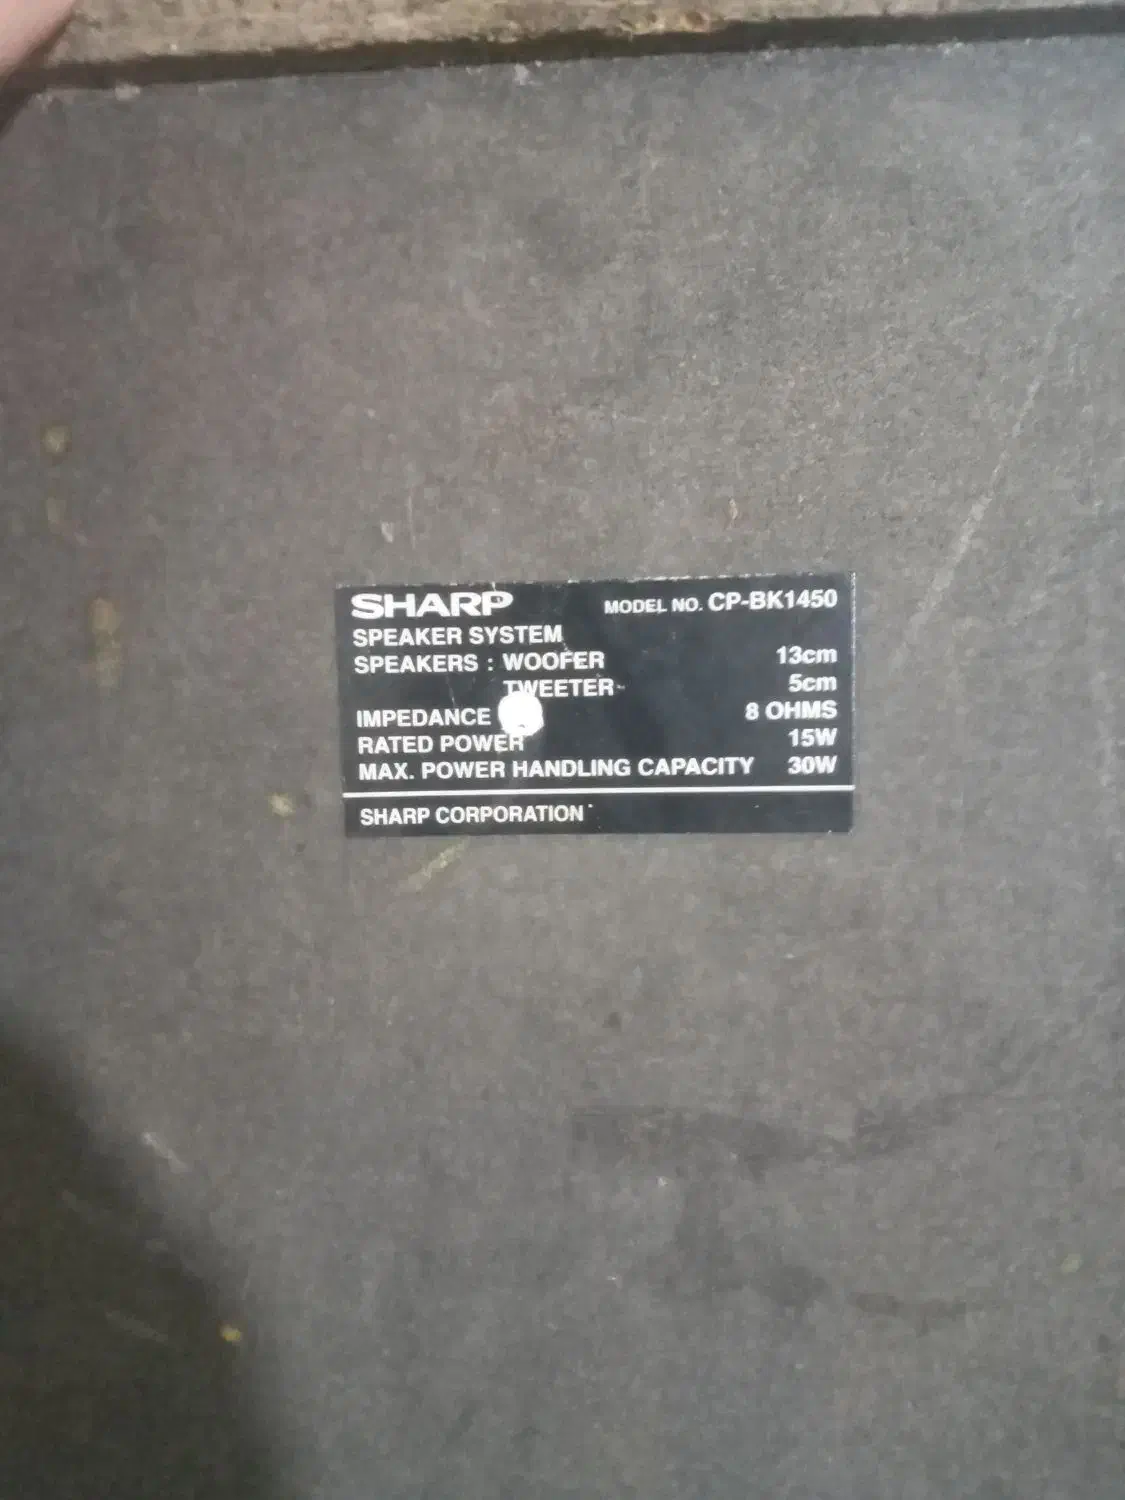 SHARP MODEL NO. CP-BK1450
SPEAKER SYSTEM
SPEAKERS : WOOFER 13cm
TWEETER 5cm
IMPEDANCE 8 OHMS
RATED POWER 15W
MAX. POWER HANDLING CAPACITY 30W
SHARP CORPORATION